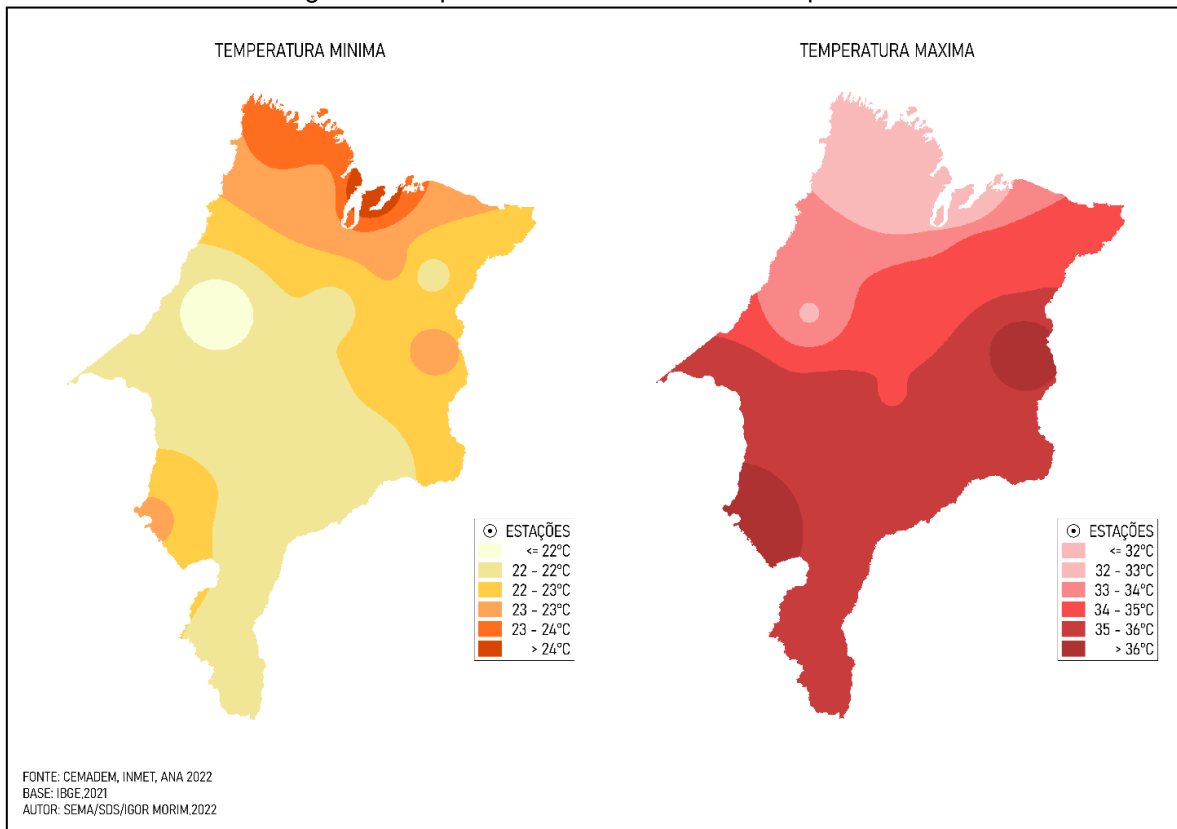 TEMPERATURA MINIMA
TEMPERATURA MAXIMA
ESTAÇÕES
<= 22°C
22 - 22°C
22 - 23°C
23 - 23°C
23 - 24°C
> 24°C
ESTAÇÕES
<= 32°C
32 - 33°C
33 - 34°C
34 - 35°C
35 - 36°C
> 36°C
FONTE: CEMADEM, INMET, ANA 2022
BASE: IBGE,2021
AUTOR: SEMA/SDS/IGOR MORIM,2022